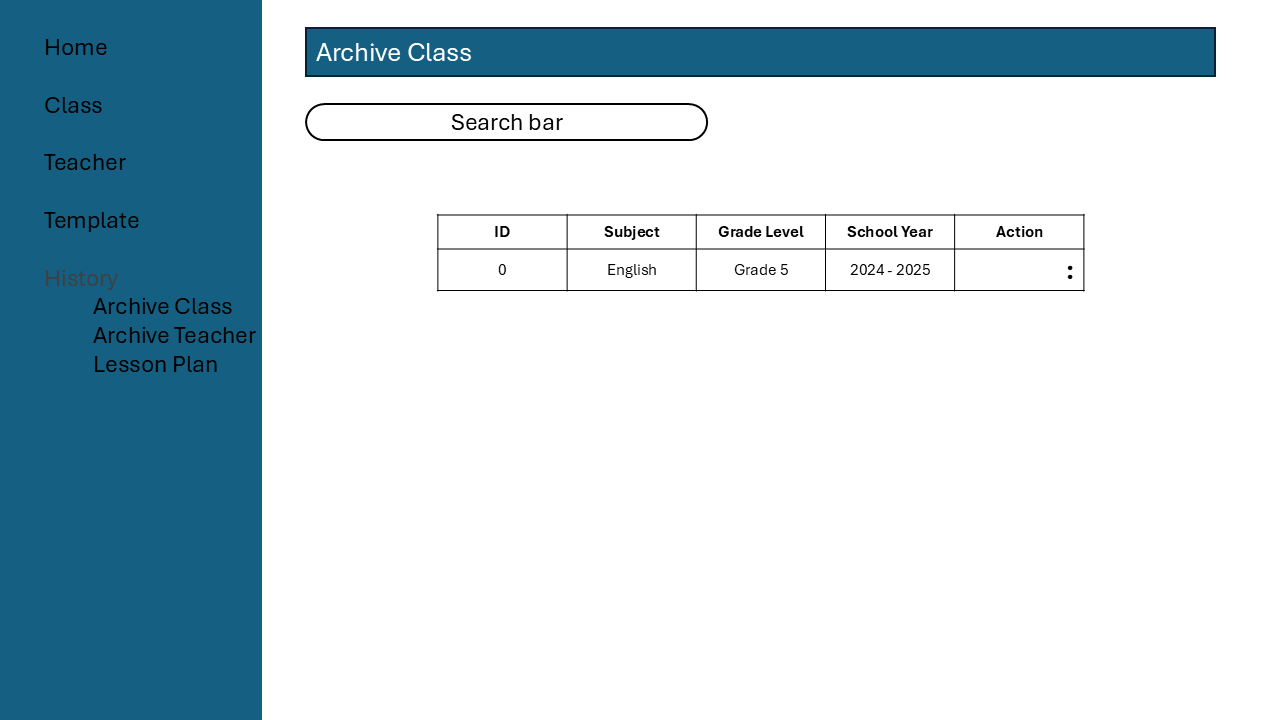 Home
Class
Teacher
Template
History
Archive Class
Archive Teacher
Lesson Plan
Archive Class
Search bar
ID Subject Grade Level School Year Action
0 English Grade 5 2024 - 2025 :